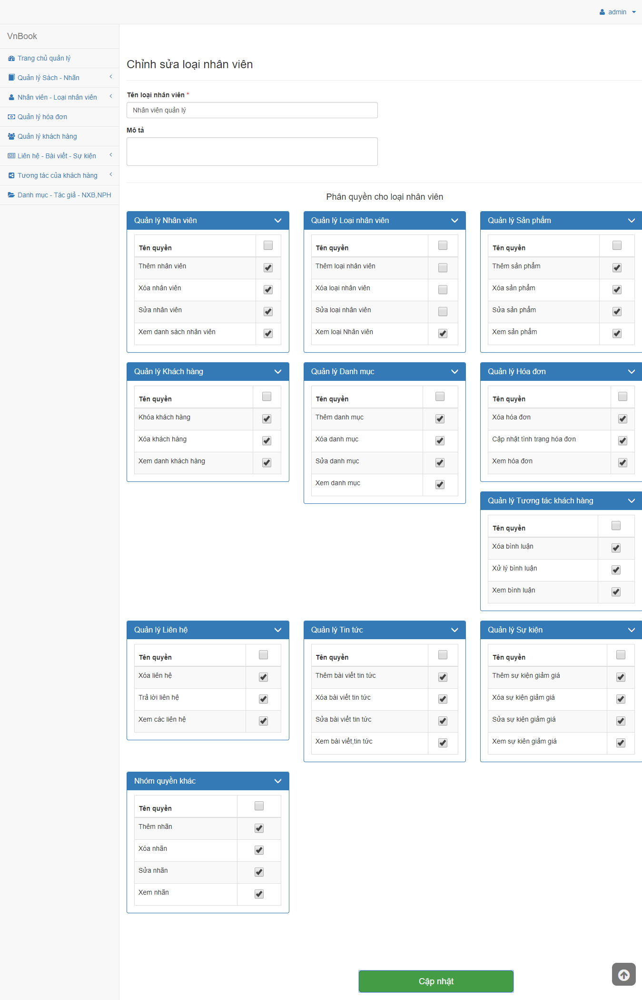 admin
VnBook
Trang chủ quản lý
Quản lý Sách - Nhãn
Nhân viên - Loại nhân viên
Quản lý hóa đơn
Quản lý khách hàng
Liên hệ - Bài viết - Sự kiện
Tương tác của khách hàng
Danh mục - Tác giả - NXB,NPH
Chỉnh sửa loại nhân viên
Tên loại nhân viên *
Nhân viên quản lý
Mô tả
Phân quyền cho loại nhân viên
Quản lý Nhân viên
Tên quyền
Thêm nhân viên
Xóa nhân viên
Sửa nhân viên
Xem danh sách nhân viên
Quản lý Loại nhân viên
Tên quyền
Thêm loại nhân viên
Xóa loại nhân viên
Sửa loại nhân viên
Xem loại Nhân viên
Quản lý Sản phẩm
Tên quyền
Thêm sản phẩm
Xóa sản phẩm
Sửa sản phẩm
Xem sản phẩm
Quản lý Khách hàng
Tên quyền
Khóa khách hàng
Xóa khách hàng
Xem danh khách hàng
Quản lý Danh mục
Tên quyền
Thêm danh mục
Xóa danh mục
Sửa danh mục
Xem danh mục
Quản lý Hóa đơn
Tên quyền
Xóa hóa đơn
Cập nhật tình trạng hóa đơn
Xem hóa đơn
Quản lý Tương tác khách hàng
Tên quyền
Xóa bình luận
Xử lý bình luận
Xem bình luận
Quản lý Liên hệ
Tên quyền
Xóa liên hệ
Trả lời liên hệ
Xem các liên hệ
Quản lý Tin tức
Tên quyền
Thêm bài viết tin tức
Xóa bài viết tin tức
Sửa bài viết tin tức
Xem bài viết,tin tức
Quản lý Sự kiện
Tên quyền
Thêm sự kiện giảm giá
Xóa sự kiện giảm giá
Sửa sự kiện giảm giá
Xem sự kiên giảm giá
Nhóm quyền khác
Tên quyền
Thêm nhãn
Xóa nhãn
Sửa nhãn
Xem nhãn
Cập nhật